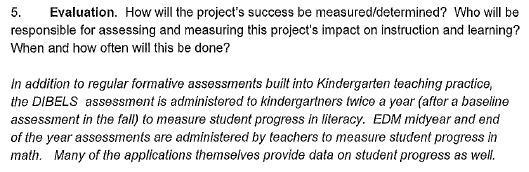 5. Evaluation. How will the project's success be measured/determined? Who will be
responsible for assessing and measuring this project's impact on instruction and learning?
When and how often will this be done?
In addition to regular formative assessments built into Kindergarten teaching practice,
the DIBELS assessment is administered to kindergartners twice a year (after a baseline
assessment in the fall) to measure student progress in literacy. EDM midyear and end
of the year assessments are administered by teachers to measure student progress in
math. Many of the applications themselves provide data on student progress as well.